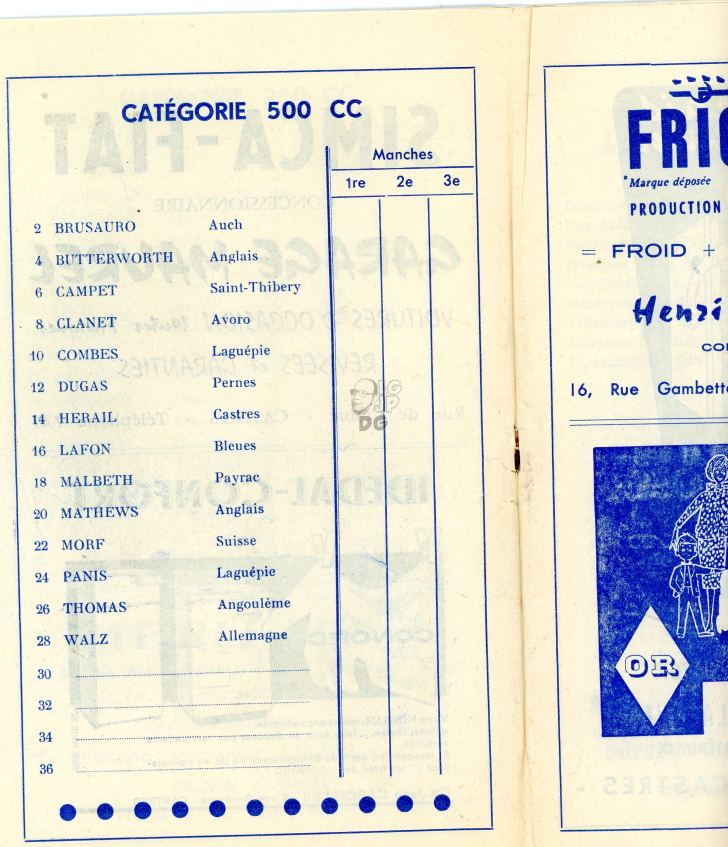 CATÉGORIE 500 CC
Manches
1re 2e 3e
2 BRUSAURO Auch
4 BUTTERWORTH Anglais
6 CAMPET Saint-Thibery
8 CLANET Avoro
10 COMBES Laguépie
12 DUGAS Pernes
14 HERAIL Castres
16 LAFON Bleues
18 MALBETH Payrac
20 MATHEWS Anglais
22 MORF Suisse
24 PANIS Laguépie
26 THOMAS Angoulème
28 WALZ Allemagne
30
32
34
36
DG
FRIG
*Marque déposée
PRODUCTION
= FROID +
Henri
16, Rue Gambett
OR